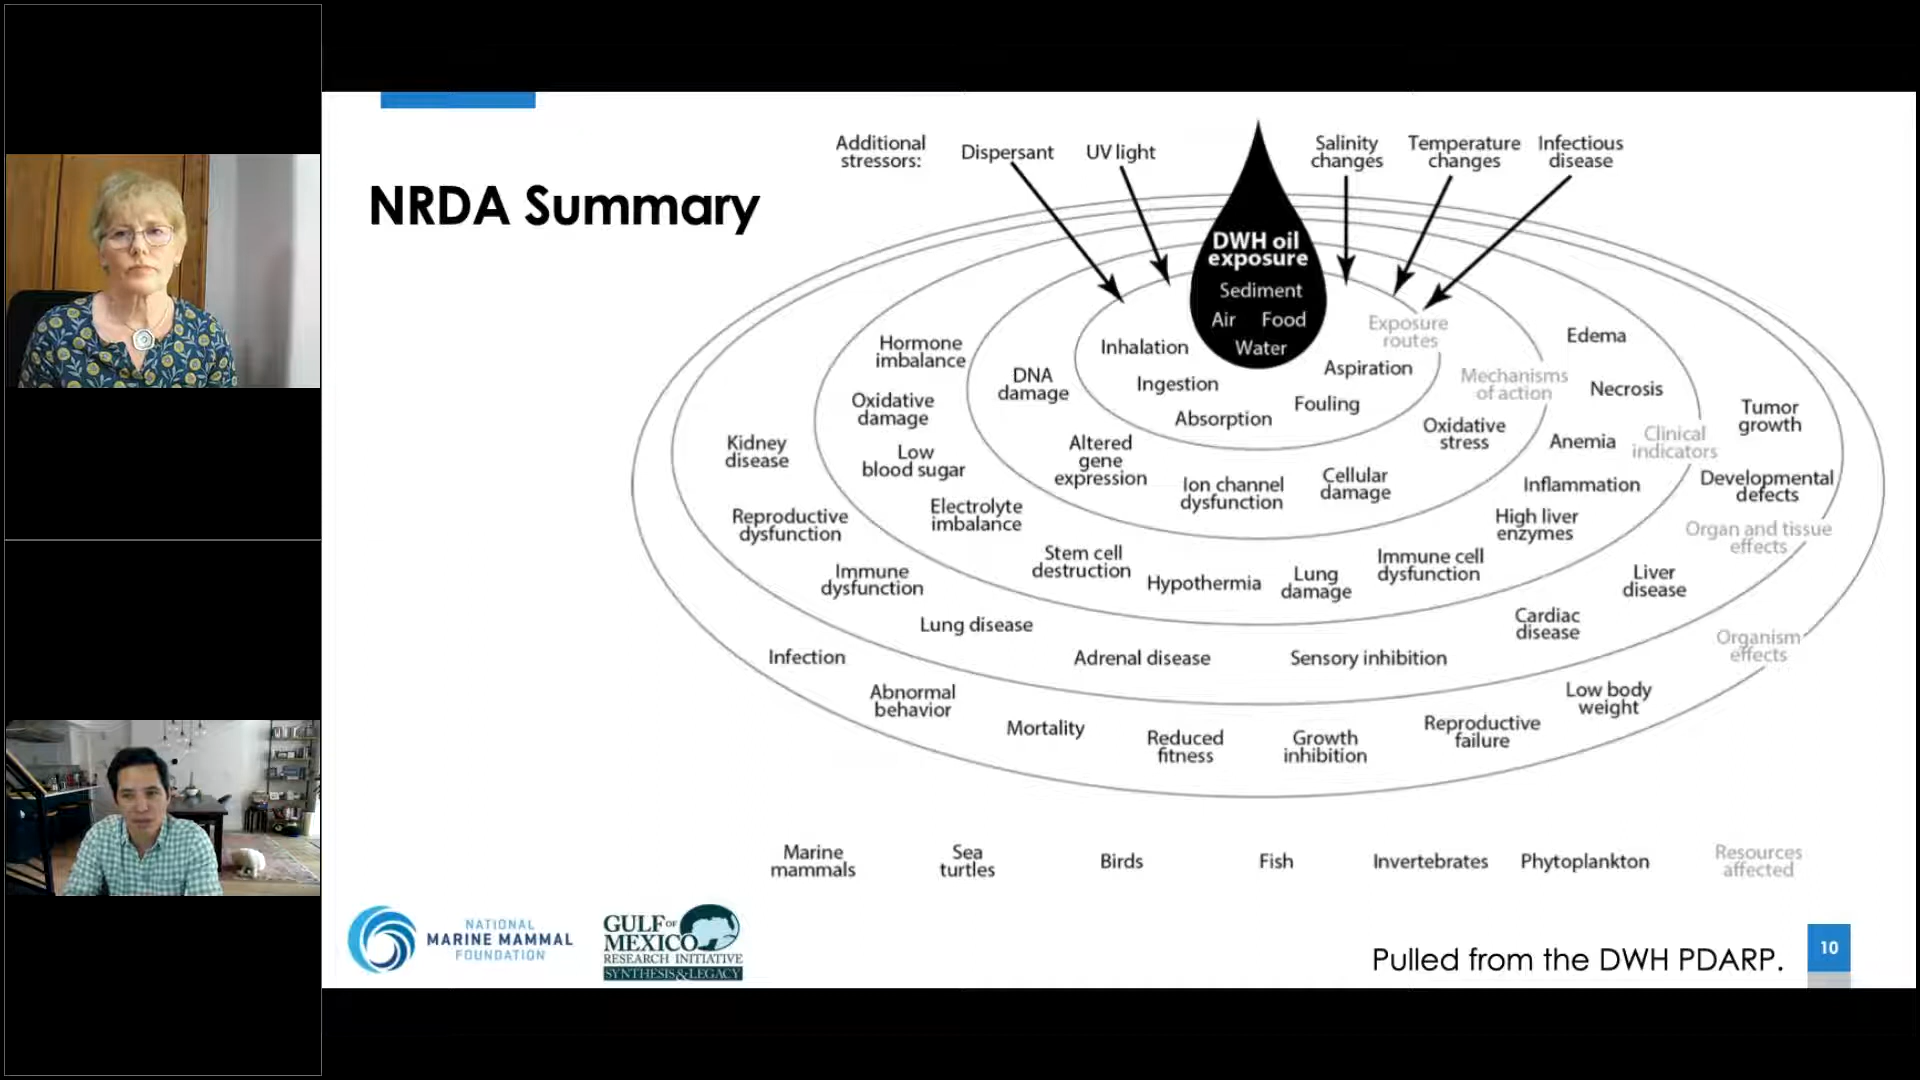 NRDA Summary
Additional
stressors:
Dispersant
UV light
Salinity
changes
Temperature
changes
Infectious
disease
DWH oil
exposure
Sediment
Air
Food
Water
Exposure
routes
Inhalation
Ingestion
Absorption
Fouling
Aspiration
Mechanisms
of action
DNA
damage
Altered
gene
expression
Ion channel
dysfunction
Cellular
damage
Oxidative
stress
Clinical
indicators
Hormone
imbalance
Oxidative
damage
Low
blood sugar
Electrolyte
imbalance
Stem cell
destruction
Hypothermia
Lung
damage
Immune cell
dysfunction
High liver
enzymes
Inflammation
Anemia
Necrosis
Edema
Organ and tissue
effects
Kidney
disease
Reproductive
dysfunction
Immune
dysfunction
Lung disease
Adrenal disease
Sensory inhibition
Cardiac
disease
Liver
disease
Developmental
defects
Tumor
growth
Organism
effects
Infection
Abnormal
behavior
Mortality
Reduced
fitness
Growth
inhibition
Reproductive
failure
Low body
weight
Marine
mammals
Sea
turtles
Birds
Fish
Invertebrates
Phytoplankton
Resources
affected
NATIONAL
MARINE MAMMAL
FOUNDATION
GULF OF
MEXICO
RESEARCH INITIATIVE
SYNTHESIS & LEGACY
Pulled from the DWH PDARP.
10